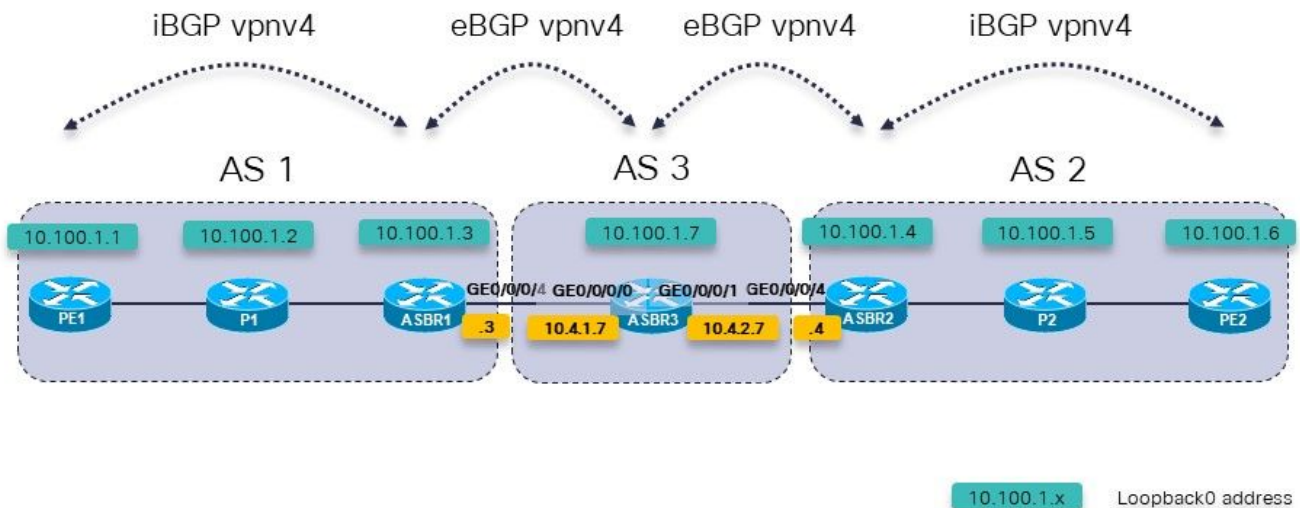 iBGP vpnv4 eBGP vpnv4 eBGP vpnv4 iBGP vpnv4
AS 1 AS 3 AS 2
10.100.1.1 10.100.1.2 10.100.1.3 10.100.1.7 10.100.1.4 10.100.1.5 10.100.1.6
GE0/0/0/4 GE0/0/0/0 GE0/0/0/1 GE0/0/0/4
PE1 P1 ASBR1 ASBR3 ASBR2 P2 PE2
.3 10.4.1.7 10.4.2.7 .4
10.100.1.x Loopback0 address